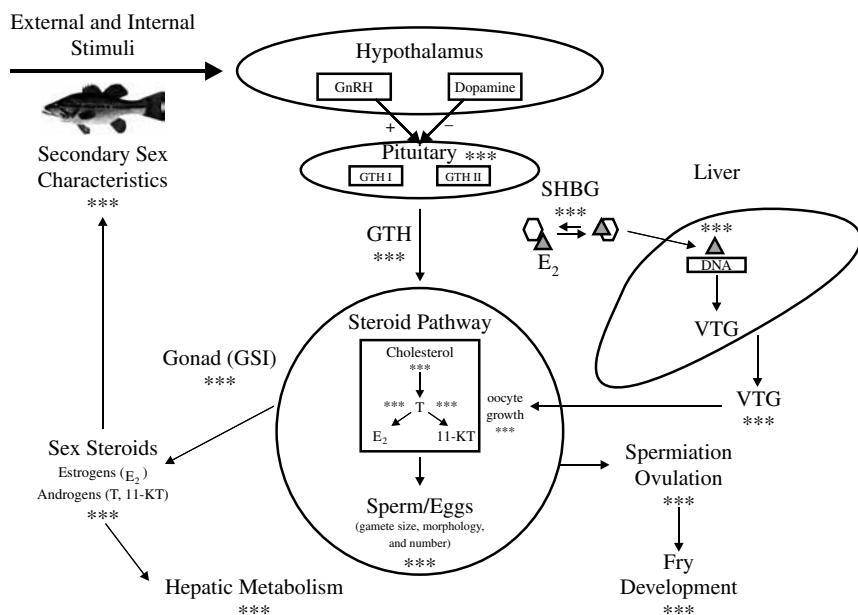 External and Internal
Stimuli
Hypothalamus
GnRH
Dopamine
+
−
Pituitary ***
GTH I
GTH II
Secondary Sex
Characteristics
***
GTH
***
SHBG
***
E2
Liver
***
DNA
VTG
VTG
***
Steroid Pathway
Cholesterol
***
*** T ***
E2
11-KT
oocyte
growth
***
Gonad (GSI)
***
Sex Steroids
Estrogens (E2)
Androgens (T, 11-KT)
***
Sperm/Eggs
(gamete size, morphology,
and number)
***
Spermiation
Ovulation
***
Hepatic Metabolism
***
Fry
Development
***